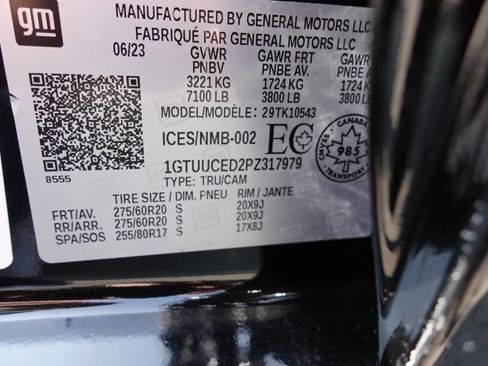 gm
MANUFACTURED BY GENERAL MOTORS LLC
FABRIQUÉ PAR GENERAL MOTORS LLC
06/23 GVWR GAWR FRT GAWR
PNBV PNBE AV. PNBE
3221 KG 1724 KG 1724 KG
7100 LB 3800 LB 3800 LB
MODEL/MODÈLE: 29TK10543
ICES/NMB-002 EC CANADA 985
8555 1GTUUCED2PZ317979
TYPE: TRU/CAM
TIRE SIZE / DIM. PNEU RIM / JANTE
FRT/AV. 275/60R20 S 20X9J
RR/ARR. 275/60R20 S 20X9J
SPA/SOS 255/80R17 S 17X8J